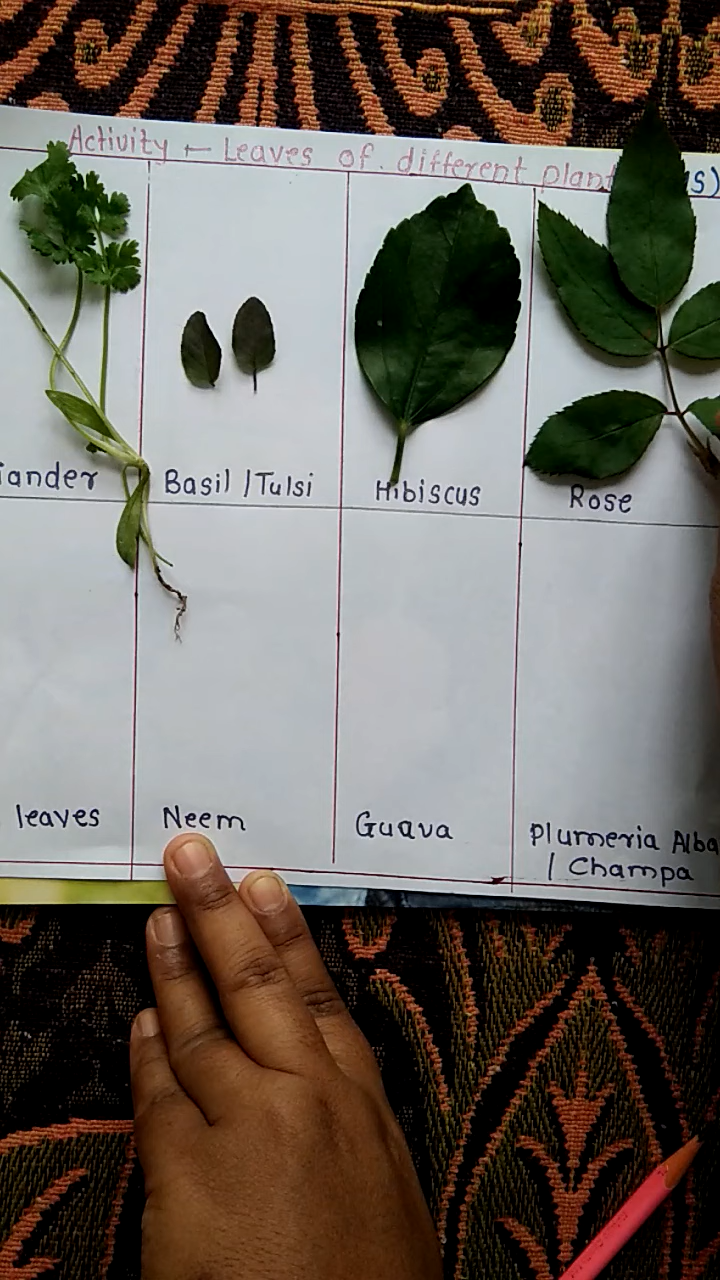 Activity – Leaves of different plant s)
iander
Basil / Tulsi
Hibiscus
Rose
leaves
Neem
Guava
Plumeria Alba
/ Champa